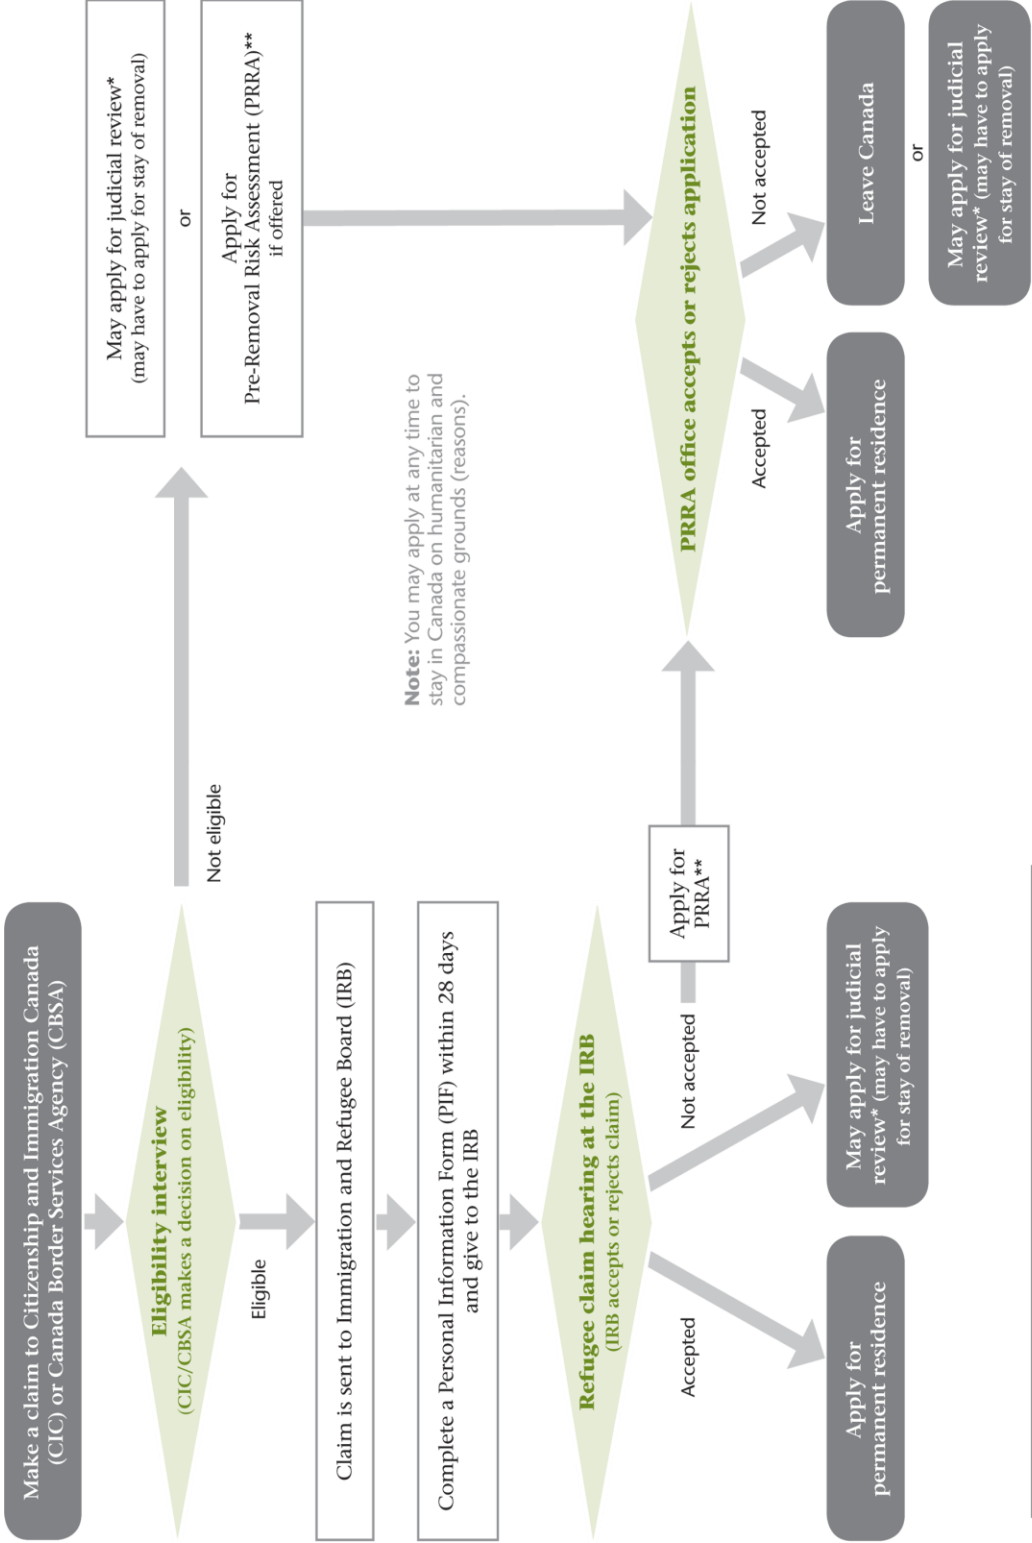 Make a claim to Citizenship and Immigration Canada
(CIC) or Canada Border Services Agency (CBSA)
Eligibility interview
(CIC/CBSA makes a decision on eligibility)
Not eligible
May apply for judicial review*
(may have to apply for stay of removal)
or
Apply for
Pre-Removal Risk Assessment (PRRA)**
if offered
Eligible
Claim is sent to Immigration and Refugee Board (IRB)
Complete a Personal Information Form (PIF) within 28 days
and give to the IRB
Note: You may apply at any time to
stay in Canada on humanitarian and
compassionate grounds (reasons).
Refugee claim hearing at the IRB
(IRB accepts or rejects claim)
Accepted
Not accepted
Apply for
PRRA**
PRRA office accepts or rejects application
Accepted
Not accepted
Apply for
permanent residence
May apply for judicial
review* (may have to apply
for stay of removal)
Apply for
permanent residence
Leave Canada
or
May apply for judicial
review* (may have to apply
for stay of removal)